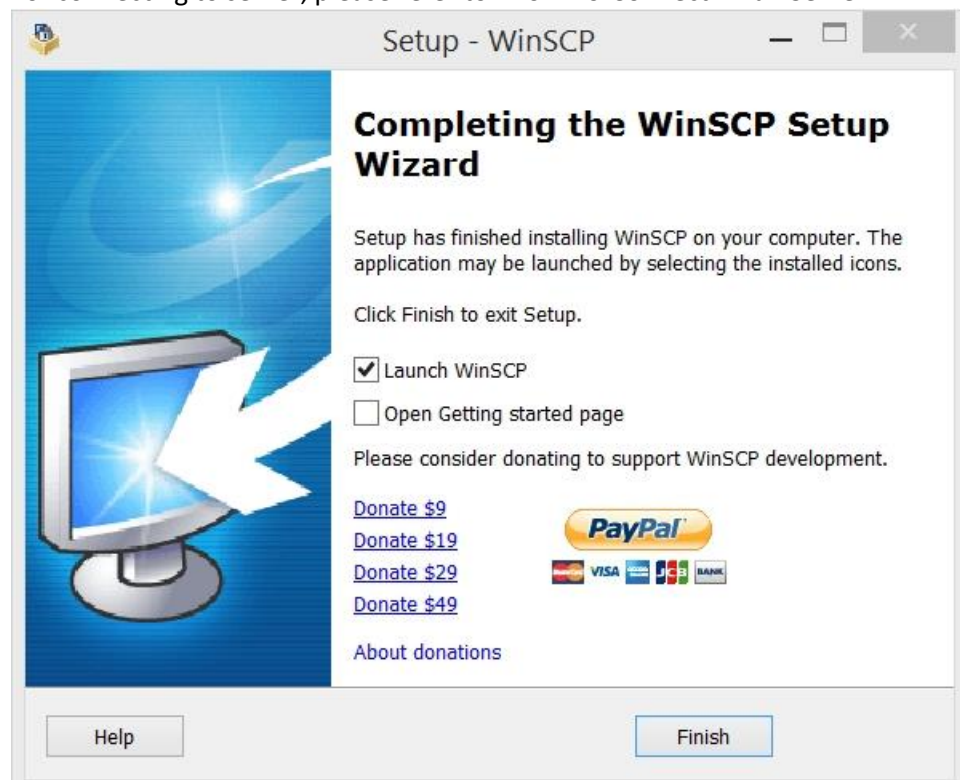 Setup - WinSCP
Completing the WinSCP Setup
Wizard
Setup has finished installing WinSCP on your computer. The
application may be launched by selecting the installed icons.
Click Finish to exit Setup.
Launch WinSCP
Open Getting started page
Please consider donating to support WinSCP development.
Donate $9
Donate $19
Donate $29
Donate $49
PayPal
VISA
JCB
BANK
About donations
Help
Finish